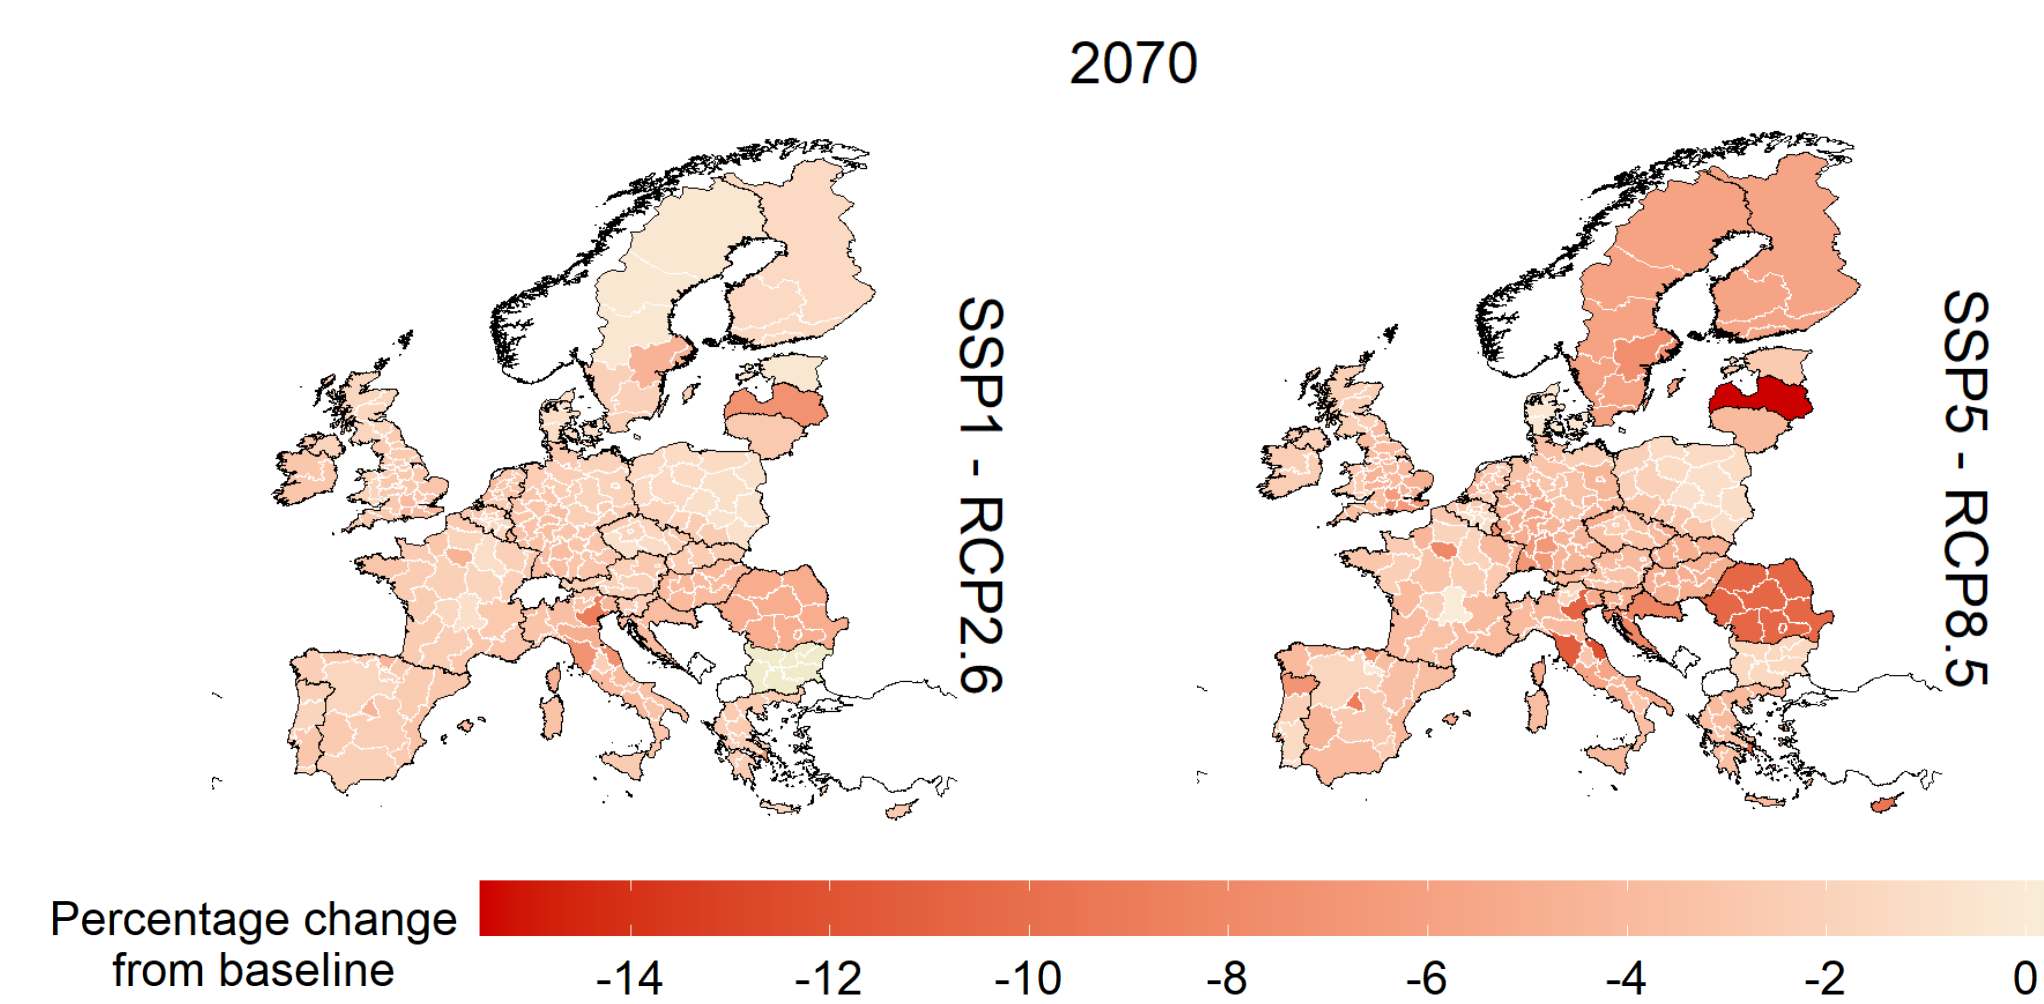 2070
SSP1 - RCP2.6
SSP5 - RCP8.5
Percentage change
from baseline
-14 -12 -10 -8 -6 -4 -2 0